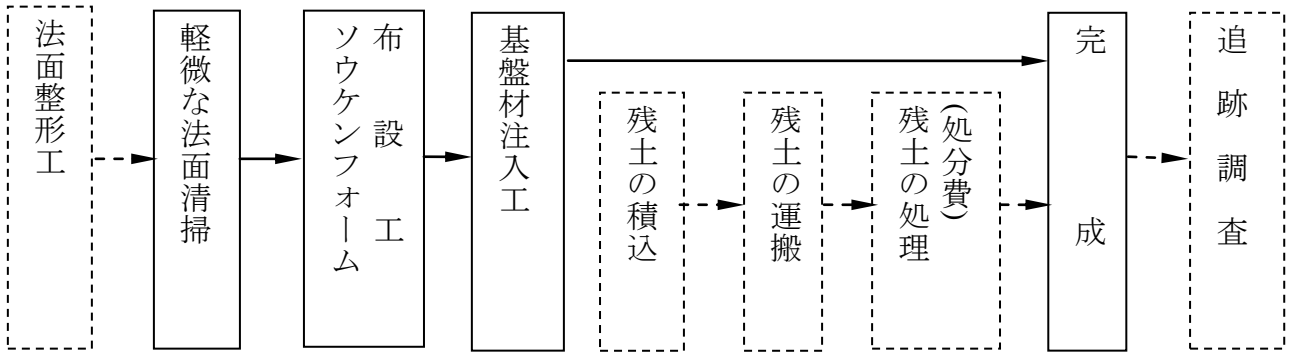 法面整形工
軽微な法面清掃
ソウケンフォーム
布設工
基盤材注入工
残土の積込
残土の運搬
残土の処理
(処分費)
完成
追跡調査